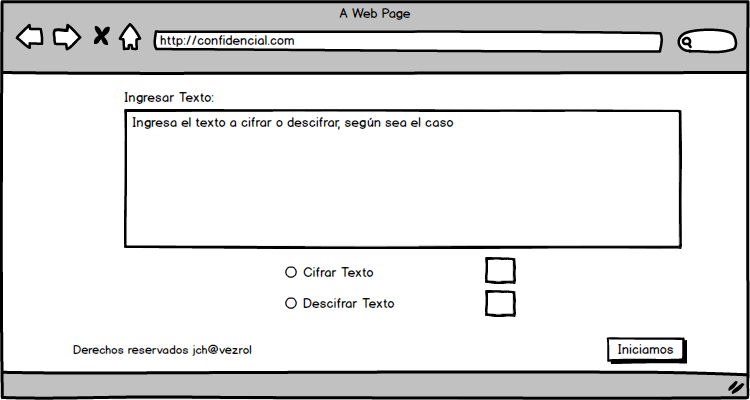 A Web Page
http://confidencial.com
Ingresar Texto:
Ingresa el texto a cifrar o descifrar, según sea el caso
Cifrar Texto
Descifrar Texto
Derechos reservados jch@vezrol
Iniciamos